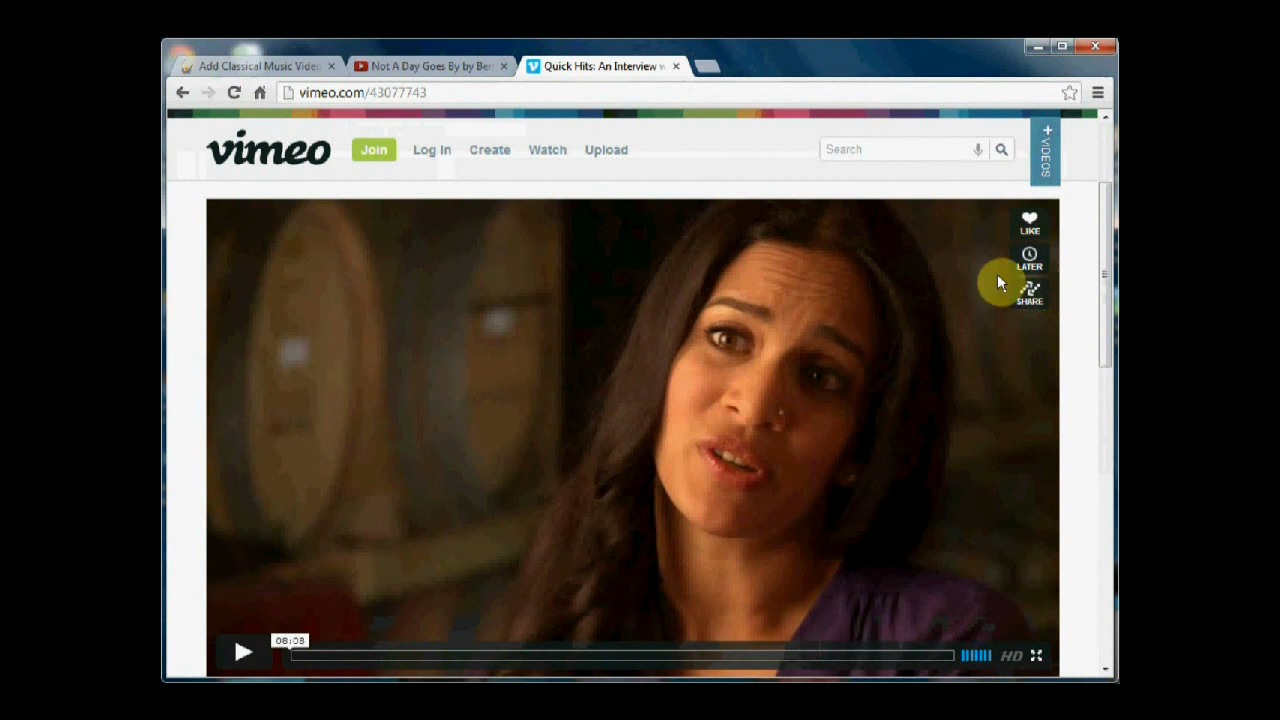 Add Classical Music Video
Not A Day Goes By by Ber
Quick Hits: An Interview w
vimeo.com/43077743
vimeo
Join
Log In
Create
Watch
Upload
Search
+ VIDEOS
LIKE
LATER
SHARE
08:08
HD